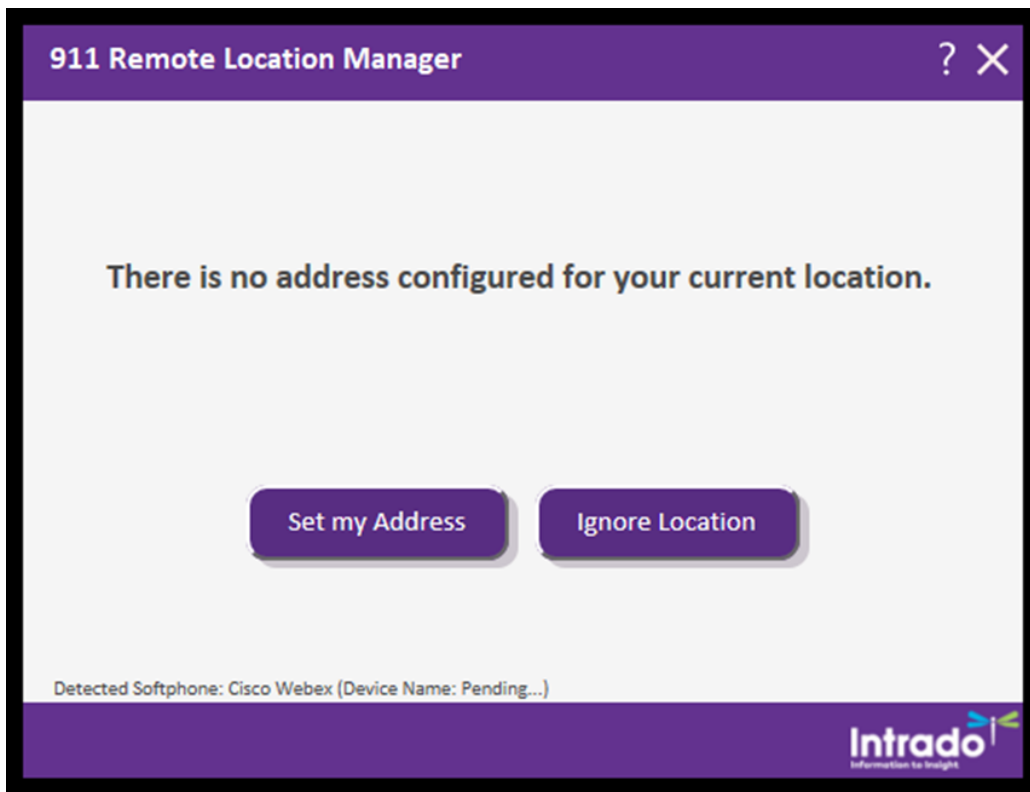 911 Remote Location Manager ? X
There is no address configured for your current location.
Set my Address Ignore Location
Detected Softphone: Cisco Webex (Device Name: Pending...)
Intrado
Information to Insight